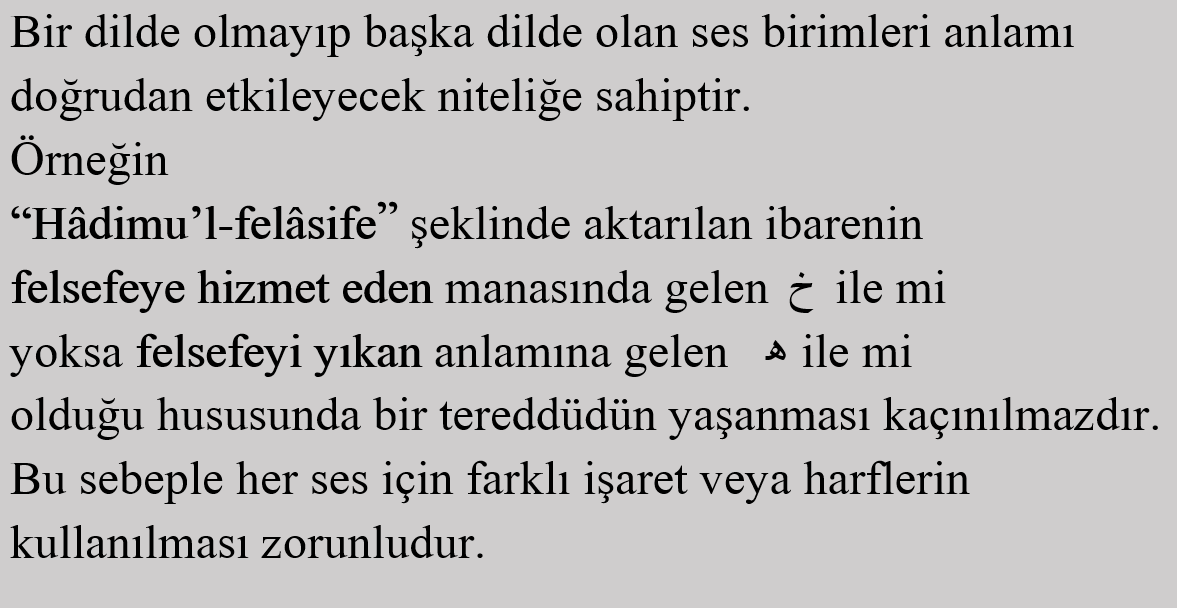 Bir dilde olmayıp başka dilde olan ses birimleri anlamı
doğrudan etkileyecek niteliğe sahiptir.
Örneğin
“Hâdimu’l-felâsife” şeklinde aktarılan ibarenin
felsefeye hizmet eden manasında gelen خ ile mi
yoksa felsefeyi yıkan anlamına gelen ﻫ ile mi
olduğu hususunda bir tereddüdün yaşanması kaçınılmazdır.
Bu sebeple her ses için farklı işaret veya harflerin
kullanılması zorunludur.